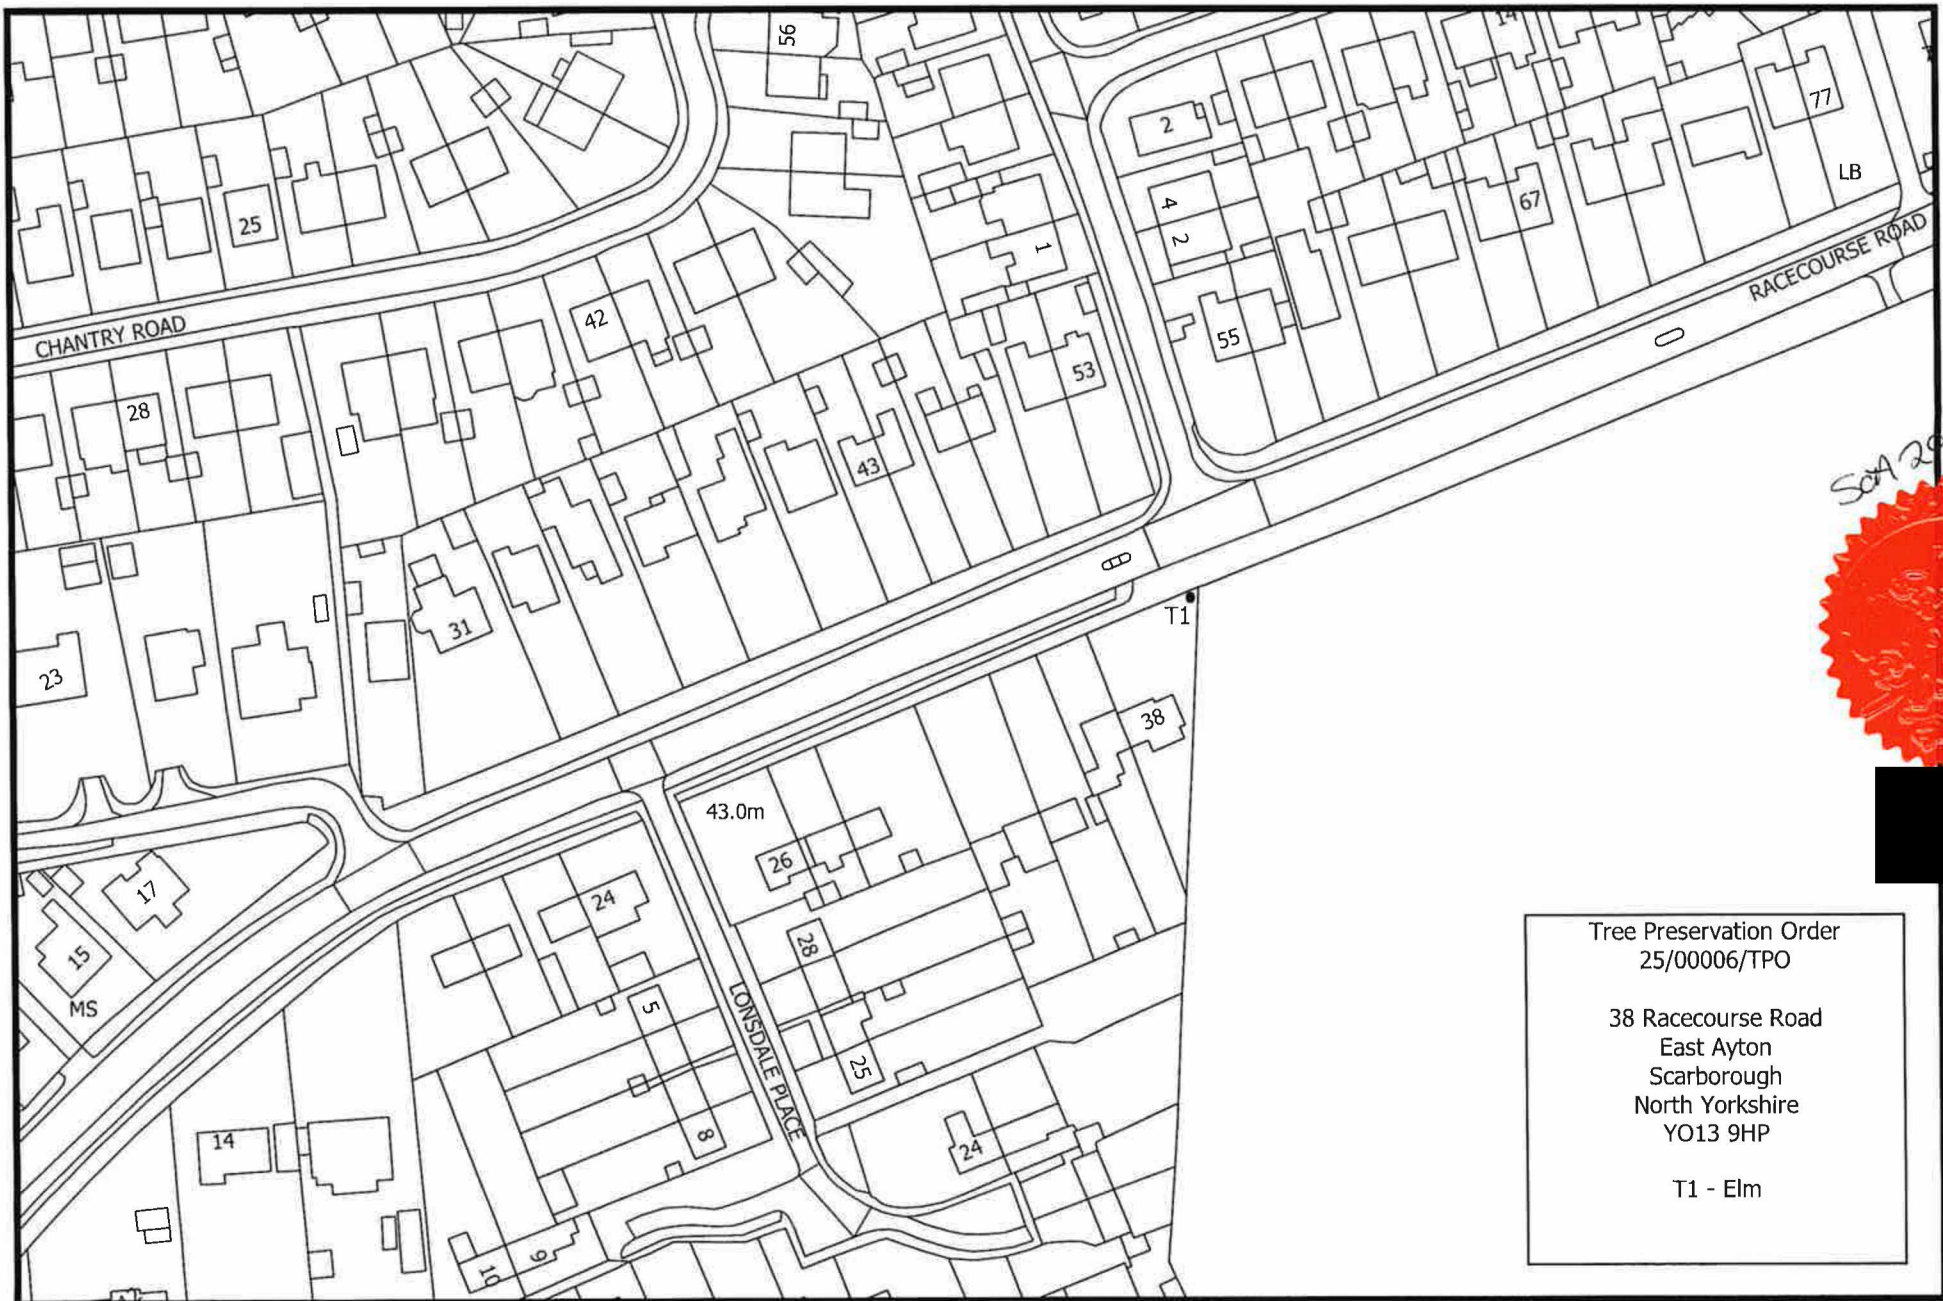 56
14
2
77
25
4
2
67
LB
1
RACECOURSE ROAD
CHANTRY ROAD
42
55
53
28
43
T1
31
23
38
43.0m
26
17
24
15
28
MS
5
LONSDALE PLACE
25
14
8
24
9
10
Tree Preservation Order
25/00006/TPO
38 Racecourse Road
East Ayton
Scarborough
North Yorkshire
YO13 9HP
T1 - Elm